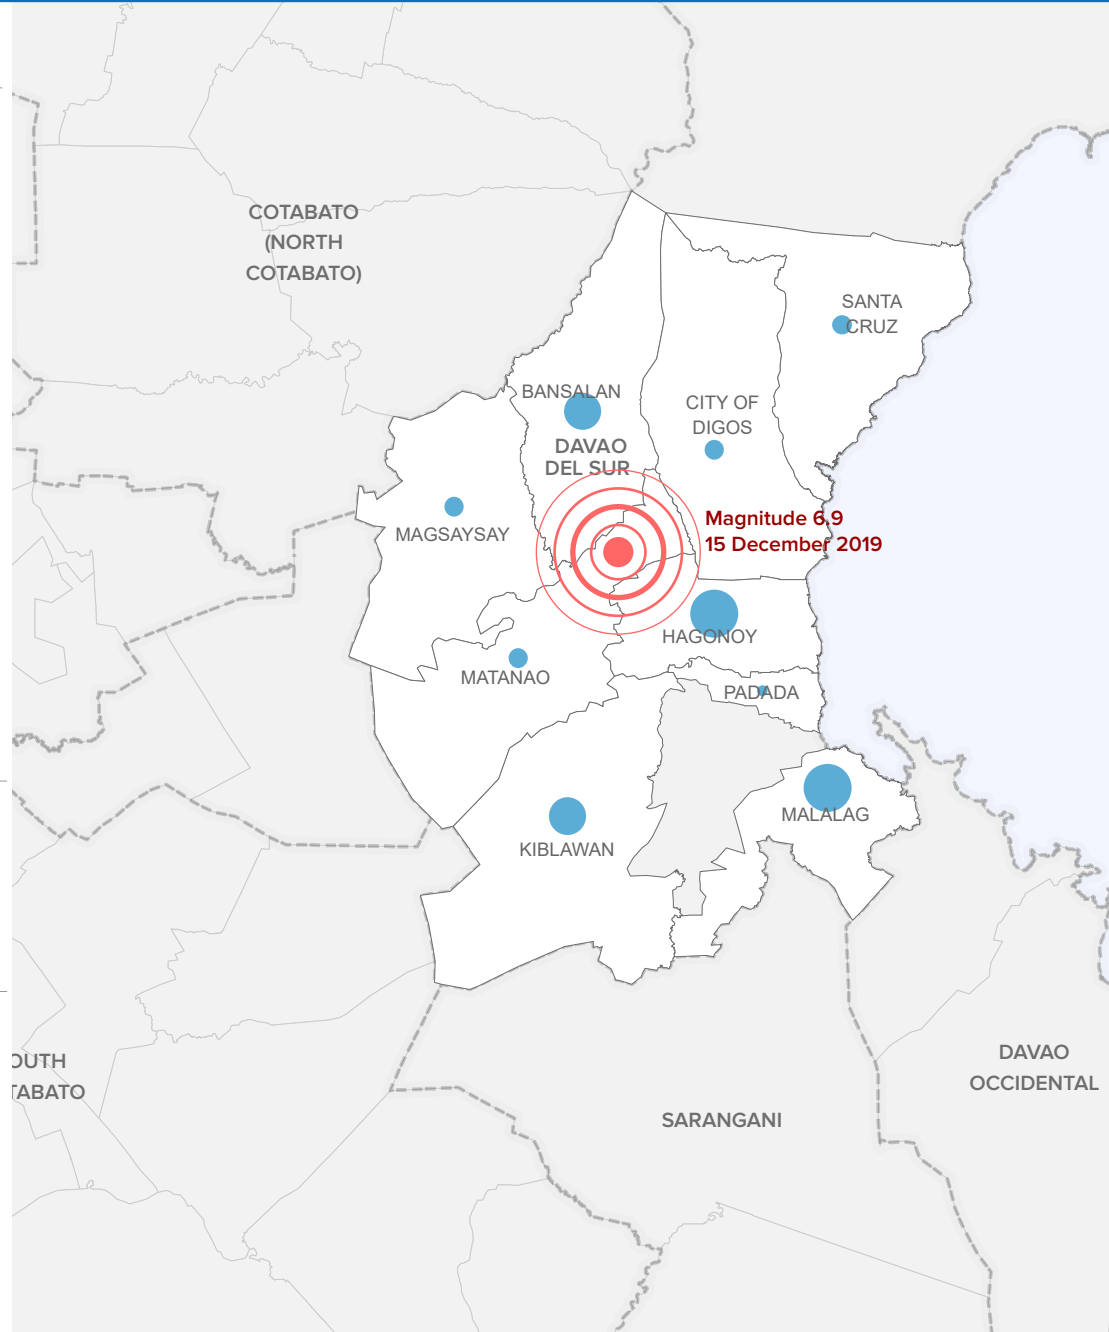 COTABATO
(NORTH
COTABATO)
SANTA
CRUZ
BANSALAN
CITY OF
DIGOS
DAVAO
DEL SUR
MAGSAYSAY
Magnitude 6.9
15 December 2019
HAGONOY
MATANAO
PADADA
MALALAG
KIBLAWAN
OUTH
TABATO
DAVAO
OCCIDENTAL
SARANGANI